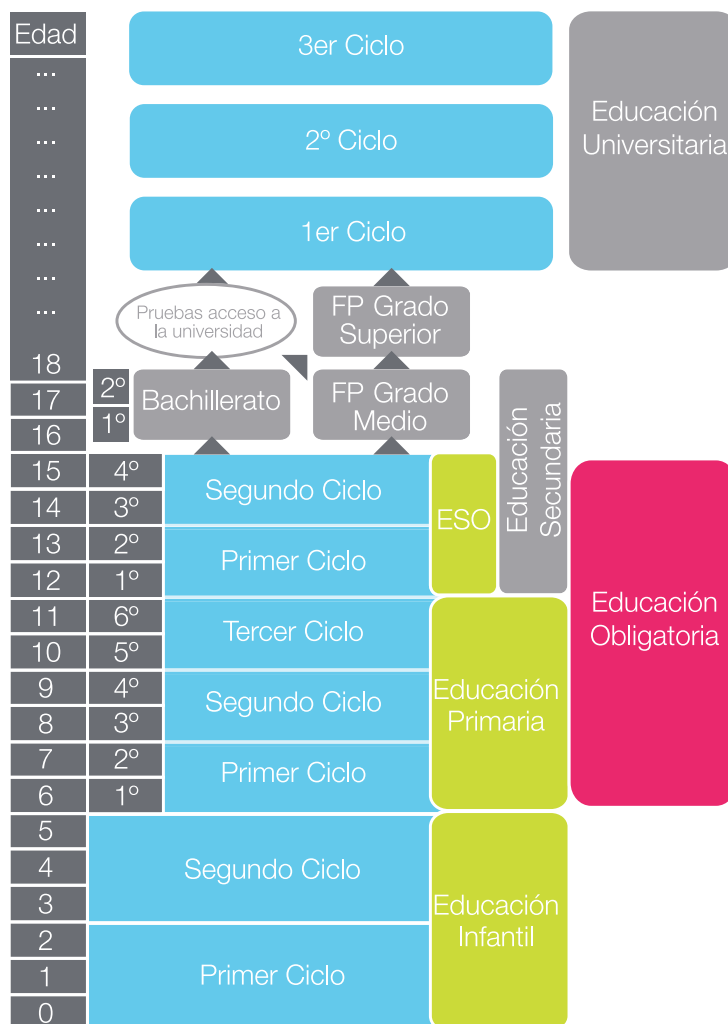 Edad
3er Ciclo
Educación
Universitaria
...
...
2º Ciclo
...
...
...
1er Ciclo
...
...
...
Pruebas acceso a
la universidad
FP Grado
Superior
18
17
16
2º
1º
Bachillerato
FP Grado
Medio
Educación
Secundaria
15
4º
Segundo Ciclo
14
3º
ESO
13
2º
Primer Ciclo
12
1º
Educación
Obligatoria
11
6º
Tercer Ciclo
10
5º
9
4º
Segundo Ciclo
8
3º
Educación
Primaria
7
2º
Primer Ciclo
6
1º
5
4
Segundo Ciclo
3
Educación
Infantil
2
1
Primer Ciclo
0